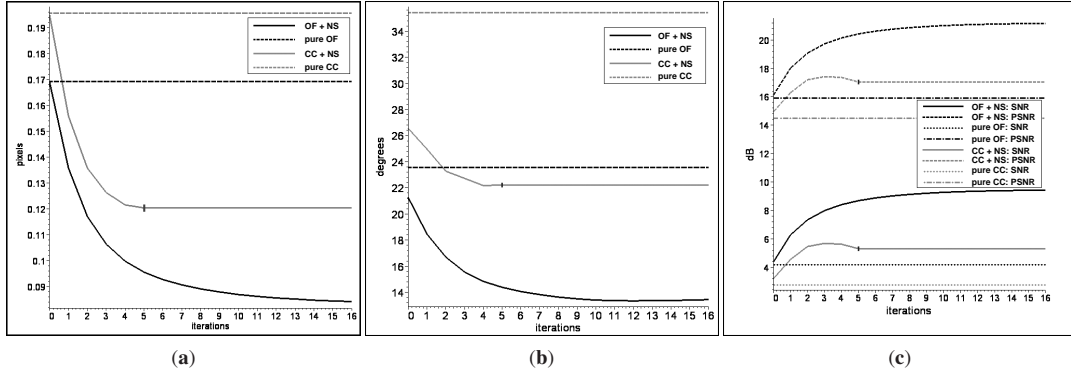 0.19
0.18
0.17
0.16
0.15
0.14
0.13
0.12
0.11
0.1
0.09
pixels
0 1 2 3 4 5 6 7 8 9 10 11 12 13 14 15 16
iterations
OF + NS
pure OF
CC + NS
pure CC
(a)
34
32
30
28
26
24
22
20
18
16
14
degrees
0 1 2 3 4 5 6 7 8 9 10 11 12 13 14 15 16
iterations
OF + NS
pure OF
CC + NS
pure CC
(b)
20
18
16
14
12
10
8
6
4
dB
0 1 2 3 4 5 6 7 8 9 10 11 12 13 14 15 16
iterations
OF + NS: SNR
OF + NS: PSNR
pure OF: SNR
pure OF: PSNR
CC + NS: SNR
CC + NS: PSNR
pure CC: SNR
pure CC: PSNR
(c)